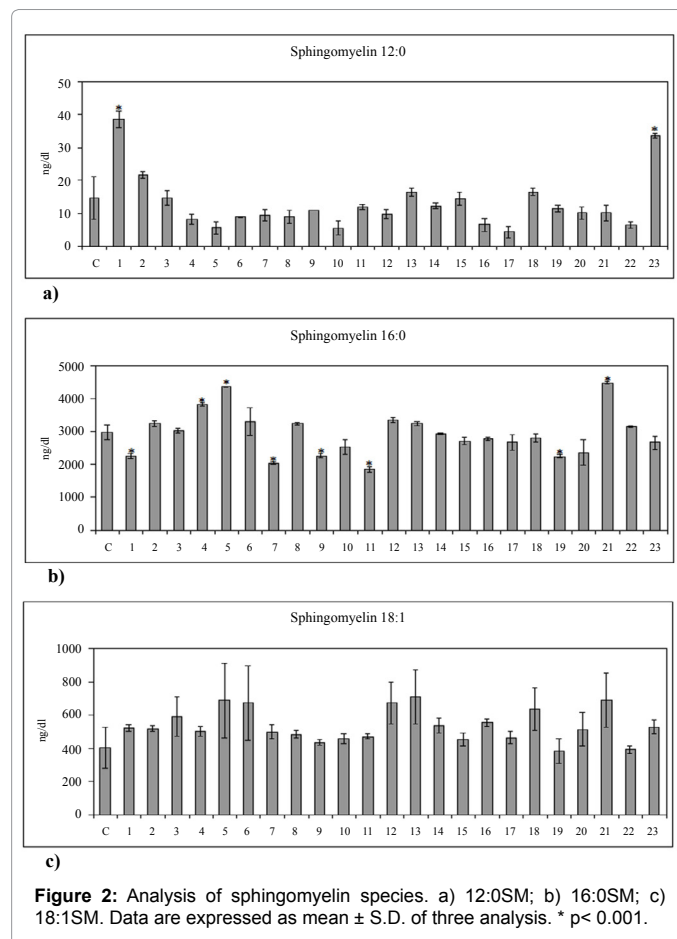 Sphingomyelin 12:0
50
40
30
20
10
0
ng/dl
* *
C 1 2 3 4 5 6 7 8 9 10 11 12 13 14 15 16 17 18 19 20 21 22 23
a)
Sphingomyelin 16:0
5000
4000
3000
2000
1000
0
ng/dl
* * * * * * * *
C 1 2 3 4 5 6 7 8 9 10 11 12 13 14 15 16 17 18 19 20 21 22 23
b)
Sphingomyelin 18:1
1000
800
600
400
200
0
ng/dl
C 1 2 3 4 5 6 7 8 9 10 11 12 13 14 15 16 17 18 19 20 21 22 23
c)
Figure 2: Analysis of sphingomyelin species. a) 12:0SM; b) 16:0SM; c)
18:1SM. Data are expressed as mean ± S.D. of three analysis. * p< 0.001.